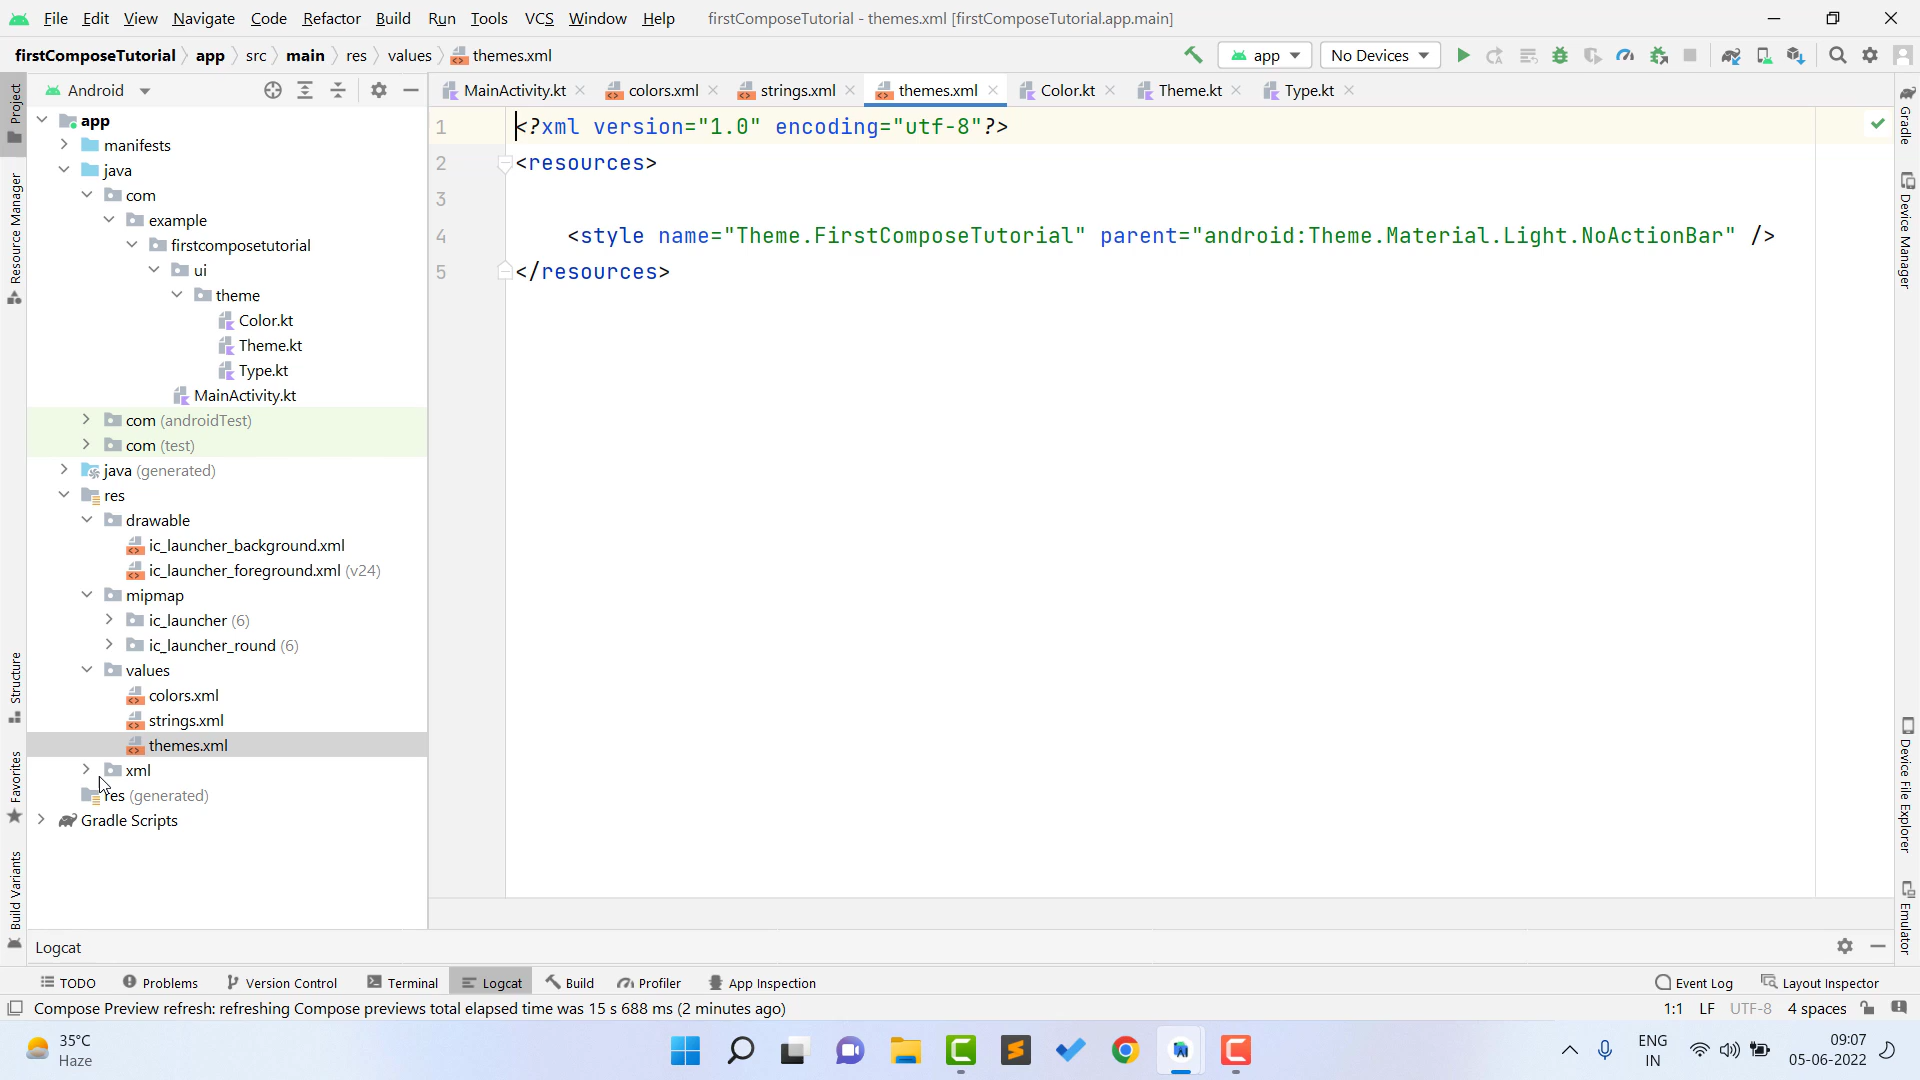 File Edit View Navigate Code Refactor Build Run Tools VCS Window Help firstComposeTutorial - themes.xml [firstComposeTutorial.app.main]
firstComposeTutorial app src main res values themes.xml app No Devices
Project
Android
MainActivity.kt colors.xml strings.xml themes.xml Color.kt Theme.kt Type.kt
Gradle
app
manifests
java
com
example
firstcomposetutorial
ui
theme
Color.kt
Theme.kt
Type.kt
MainActivity.kt
com (androidTest)
com (test)
java (generated)
res
drawable
ic_launcher_background.xml
ic_launcher_foreground.xml (v24)
mipmap
ic_launcher (6)
ic_launcher_round (6)
values
colors.xml
strings.xml
themes.xml
xml
res (generated)
Gradle Scripts
1 <?xml version="1.0" encoding="utf-8"?>
2 <resources>
3
4 <style name="Theme.FirstComposeTutorial" parent="android:Theme.Material.Light.NoActionBar" />
5 </resources>
Resource Manager
Structure
Favorites
Build Variants
Device Manager
Device File Explorer
Emulator
Logcat
TODO Problems Version Control Terminal Logcat Build Profiler App Inspection Event Log Layout Inspector
Compose Preview refresh: refreshing Compose previews total elapsed time was 15 s 688 ms (2 minutes ago) 1:1 LF UTF-8 4 spaces
35°C
Haze
ENG
IN
09:07
05-06-2022